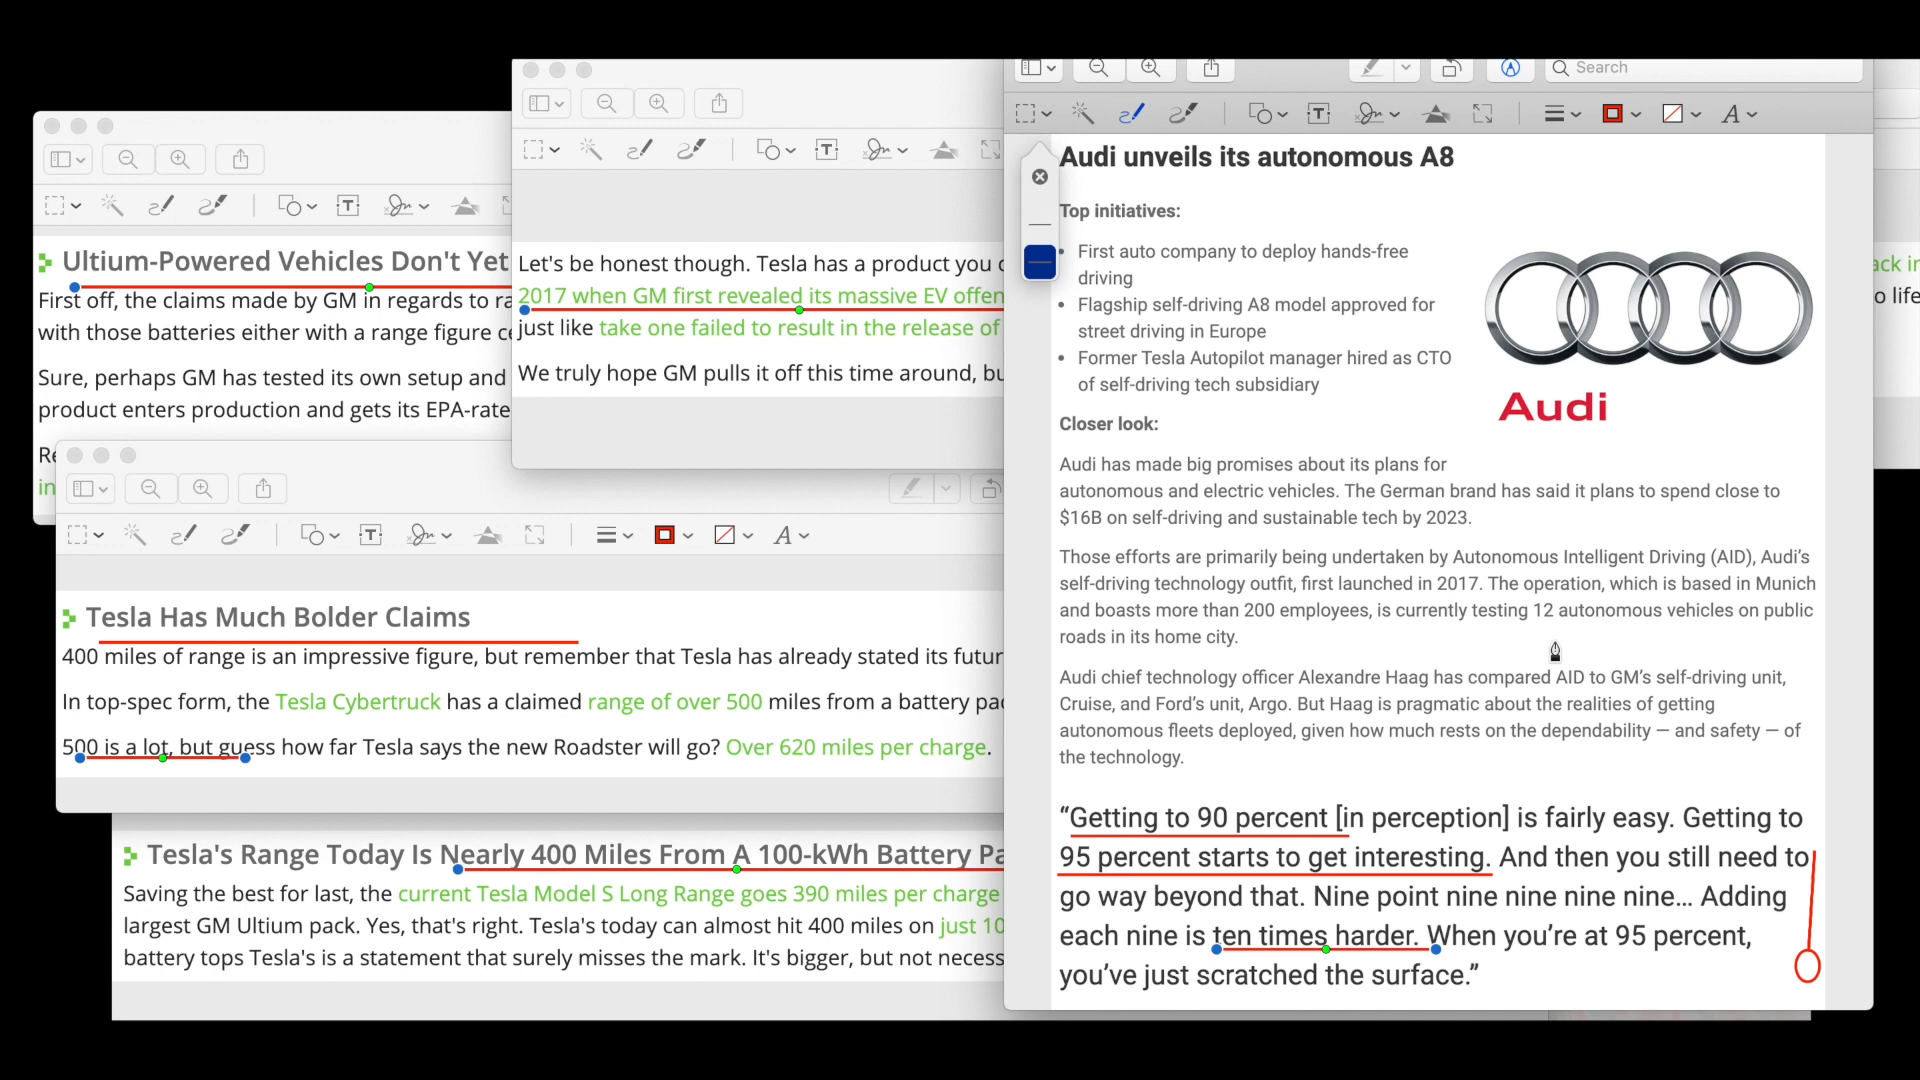 Ultium-Powered Vehicles Don't Yet
First off, the claims made by GM in regards to ra
with those batteries either with a range figure ce
Sure, perhaps GM has tested its own setup and
product enters production and gets its EPA-rate
Re
in
Let's be honest though. Tesla has a product you c
2017 when GM first revealed its massive EV offen
just like take one failed to result in the release of
We truly hope GM pulls it off this time around, bu
Tesla Has Much Bolder Claims
400 miles of range is an impressive figure, but remember that Tesla has already stated its futur
In top-spec form, the Tesla Cybertruck has a claimed range of over 500 miles from a battery pac
500 is a lot, but guess how far Tesla says the new Roadster will go? Over 620 miles per charge.
Tesla's Range Today Is Nearly 400 Miles From A 100-kWh Battery Pa
Saving the best for last, the current Tesla Model S Long Range goes 390 miles per charge
largest GM Ultium pack. Yes, that's right. Tesla's today can almost hit 400 miles on just 10
battery tops Tesla's is a statement that surely misses the mark. It's bigger, but not necess
Search
Audi unveils its autonomous A8
Top initiatives:
• First auto company to deploy hands-free
driving
• Flagship self-driving A8 model approved for
street driving in Europe
• Former Tesla Autopilot manager hired as CTO
of self-driving tech subsidiary
Audi
Closer look:
Audi has made big promises about its plans for
autonomous and electric vehicles. The German brand has said it plans to spend close to
$16B on self-driving and sustainable tech by 2023.
Those efforts are primarily being undertaken by Autonomous Intelligent Driving (AID), Audi's
self-driving technology outfit, first launched in 2017. The operation, which is based in Munich
and boasts more than 200 employees, is currently testing 12 autonomous vehicles on public
roads in its home city.
Audi chief technology officer Alexandre Haag has compared AID to GM's self-driving unit,
Cruise, and Ford's unit, Argo. But Haag is pragmatic about the realities of getting
autonomous fleets deployed, given how much rests on the dependability — and safety — of
the technology.
“Getting to 90 percent [in perception] is fairly easy. Getting to
95 percent starts to get interesting. And then you still need to
go way beyond that. Nine point nine nine nine nine... Adding
each nine is ten times harder. When you're at 95 percent,
you've just scratched the surface.”
ack in
o life